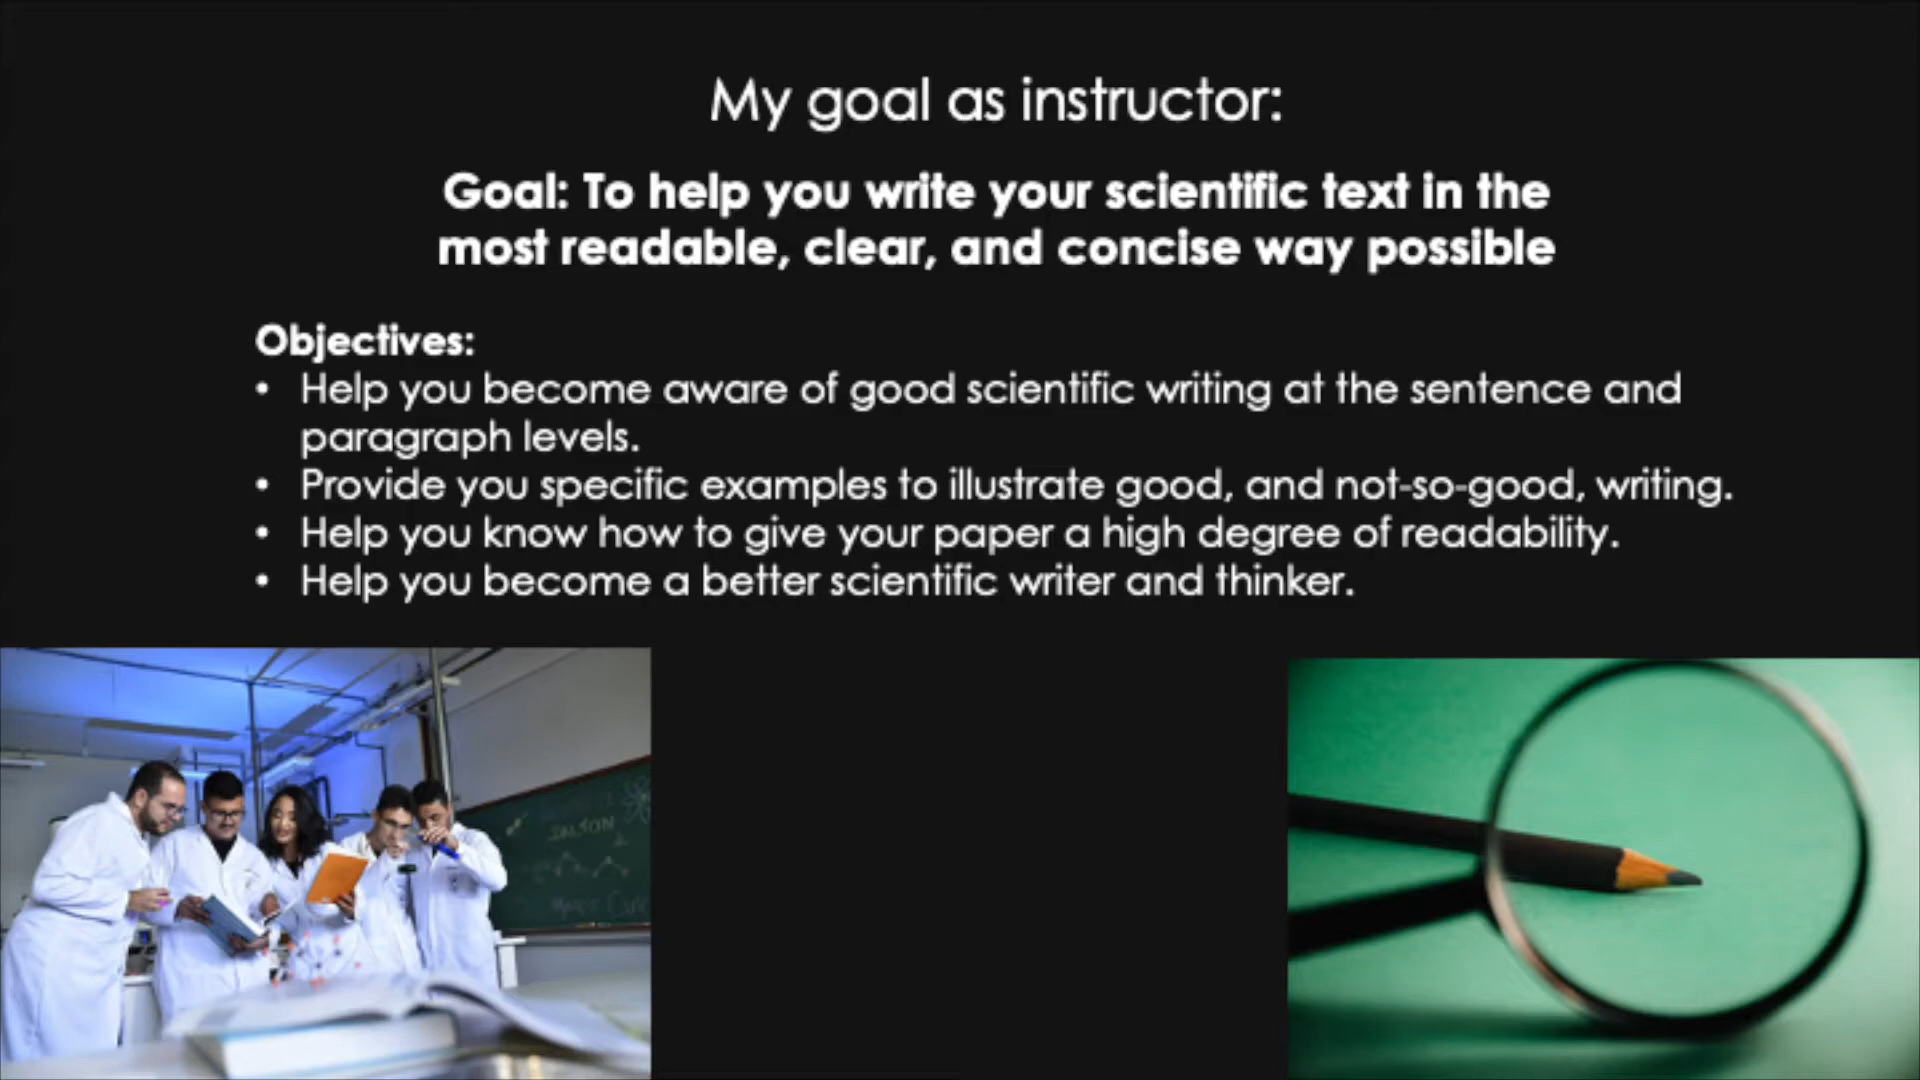 My goal as instructor:
Goal: To help you write your scientific text in the
most readable, clear, and concise way possible
Objectives:
• Help you become aware of good scientific writing at the sentence and
paragraph levels.
• Provide you specific examples to illustrate good, and not-so-good, writing.
• Help you know how to give your paper a high degree of readability.
• Help you become a better scientific writer and thinker.